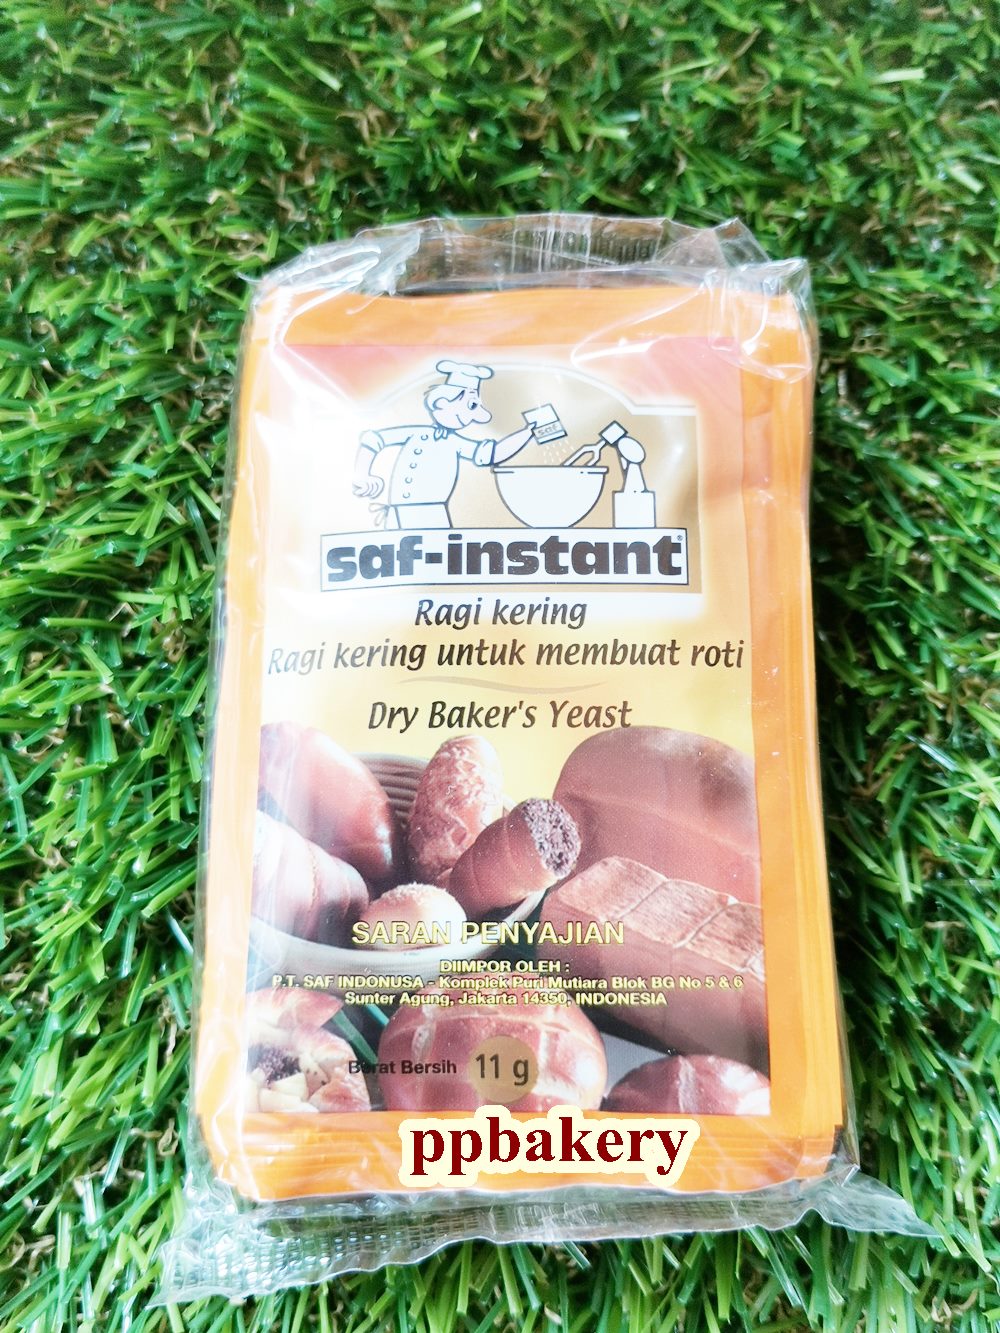 saf
saf-instant®
Ragi kering
Ragi kering untuk membuat roti
Dry Baker's Yeast
SARAN PENYAJIAN
DIIMPOR OLEH :
P.T. SAF INDONUSA - Komplek Puri Mutiara Blok BG No 5 & 6
Sunter Agung, Jakarta 14350, INDONESIA
Berat Bersih 11 g
ppbakery